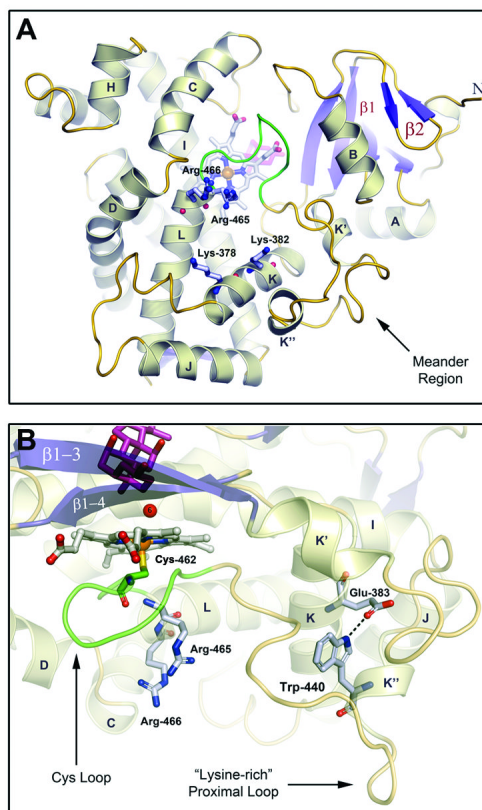 A
H
C
N
β1
β2
B
I
Arg-466
D
Arg-465
A
L
K'
Lys-378
Lys-382
K
K''
J
Meander
Region
B
β1–3
β1–4
6
I
K'
Cys-462
Glu-383
L
K
J
D
Arg-465
Trp-440
K''
C
Arg-466
Cys Loop
"Lysine-rich"
Proximal Loop